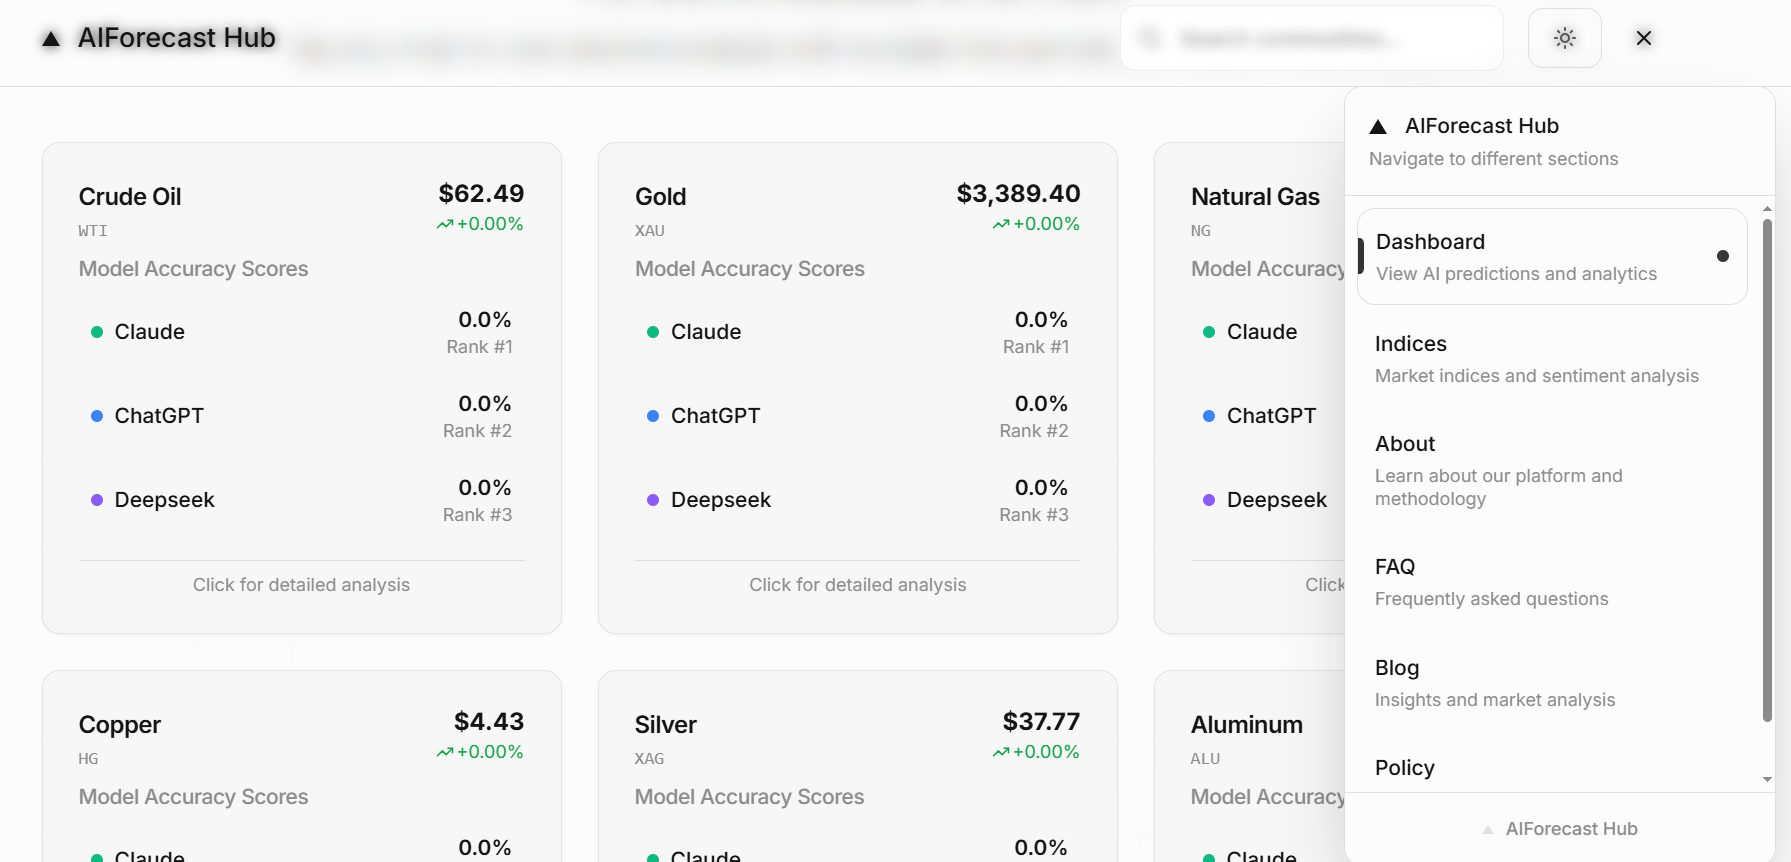 AIForecast Hub
Crude Oil
$62.49
WTI
+0.00%
Model Accuracy Scores
Claude
0.0%
Rank #1
ChatGPT
0.0%
Rank #2
Deepseek
0.0%
Rank #3
Click for detailed analysis
Gold
$3,389.40
XAU
+0.00%
Model Accuracy Scores
Claude
0.0%
Rank #1
ChatGPT
0.0%
Rank #2
Deepseek
0.0%
Rank #3
Click for detailed analysis
Natural Gas
NG
Model Accuracy
Claude
ChatGPT
Deepseek
Click
Copper
$4.43
HG
+0.00%
Model Accuracy Scores
Claude
0.0%
Silver
$37.77
XAG
+0.00%
Model Accuracy Scores
Claude
0.0%
Aluminum
ALU
Model Accuracy
Claude
AIForecast Hub
Navigate to different sections
Dashboard
View AI predictions and analytics
Indices
Market indices and sentiment analysis
About
Learn about our platform and
methodology
FAQ
Frequently asked questions
Blog
Insights and market analysis
Policy
AIForecast Hub